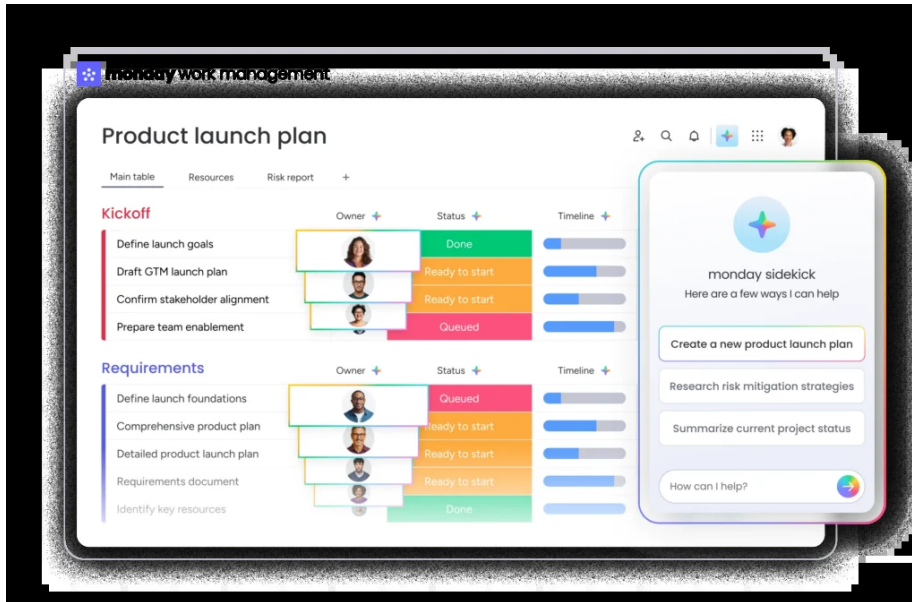 monday work management
Product launch plan
Main table Resources Risk report +
Kickoff Owner Status Timeline
Define launch goals Done
Draft GTM launch plan Ready to start
Confirm stakeholder alignment Ready to start
Prepare team enablement Queued
Requirements Owner Status Timeline
Define launch foundations Queued
Comprehensive product plan Ready to start
Detailed product launch plan Ready to start
Requirements document Ready to start
Identify key resources Done
monday sidekick
Here are a few ways I can help
Create a new product launch plan
Research risk mitigation strategies
Summarize current project status
How can I help?